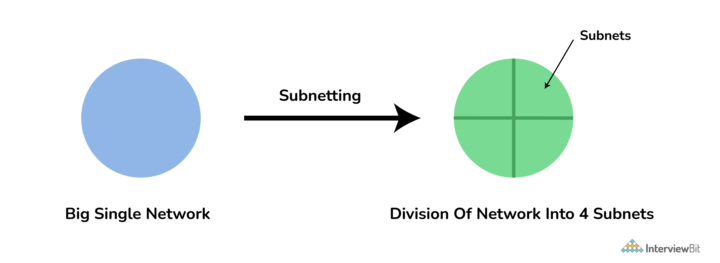 Subnets
Subnetting
Big Single Network
Division Of Network Into 4 Subnets
InterviewBit